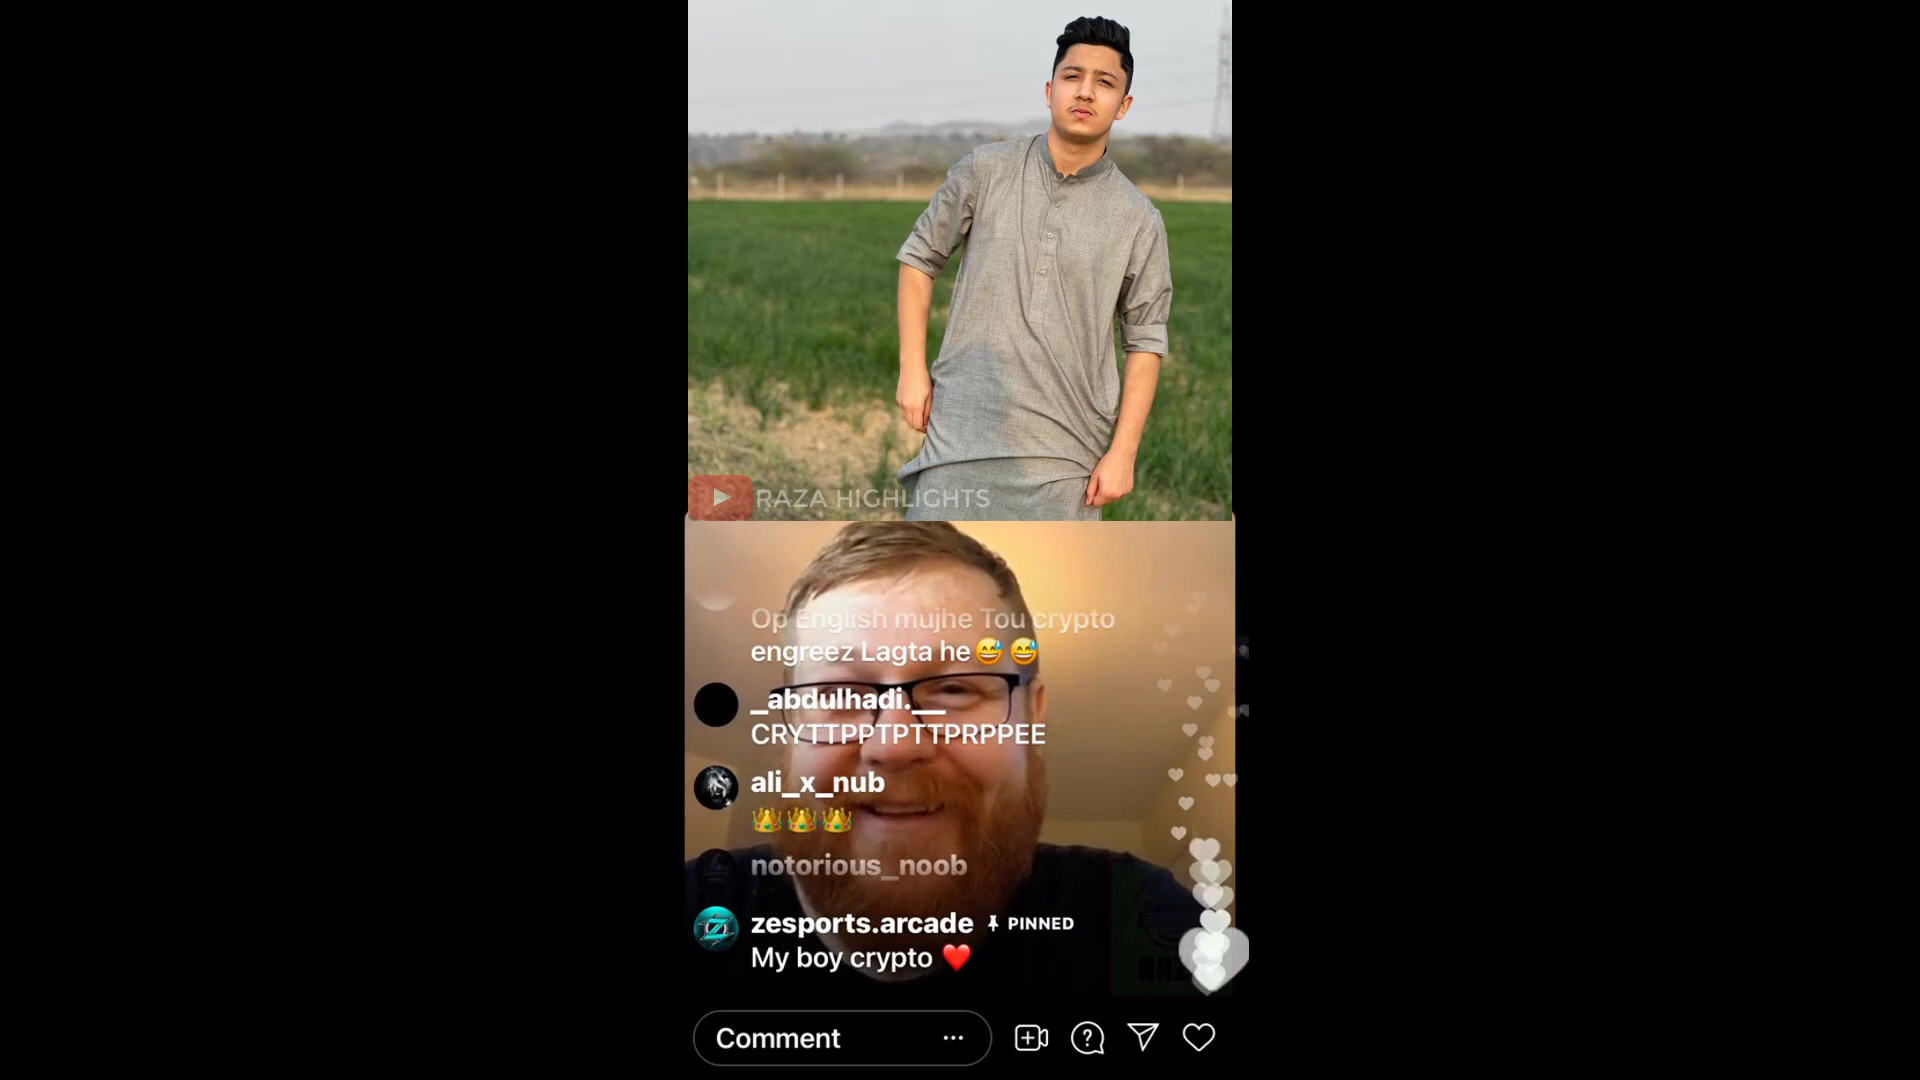 RAZA HIGHLIGHTS
Op English mujhe Tou crypto
engreez Lagta he😅😅
_abdulhadi.__
CRYTTPPTPTTPRPPEE
ali_x_nub
👑👑👑
notorious_noob
zesports.arcade PINNED
My boy crypto ❤️
Comment